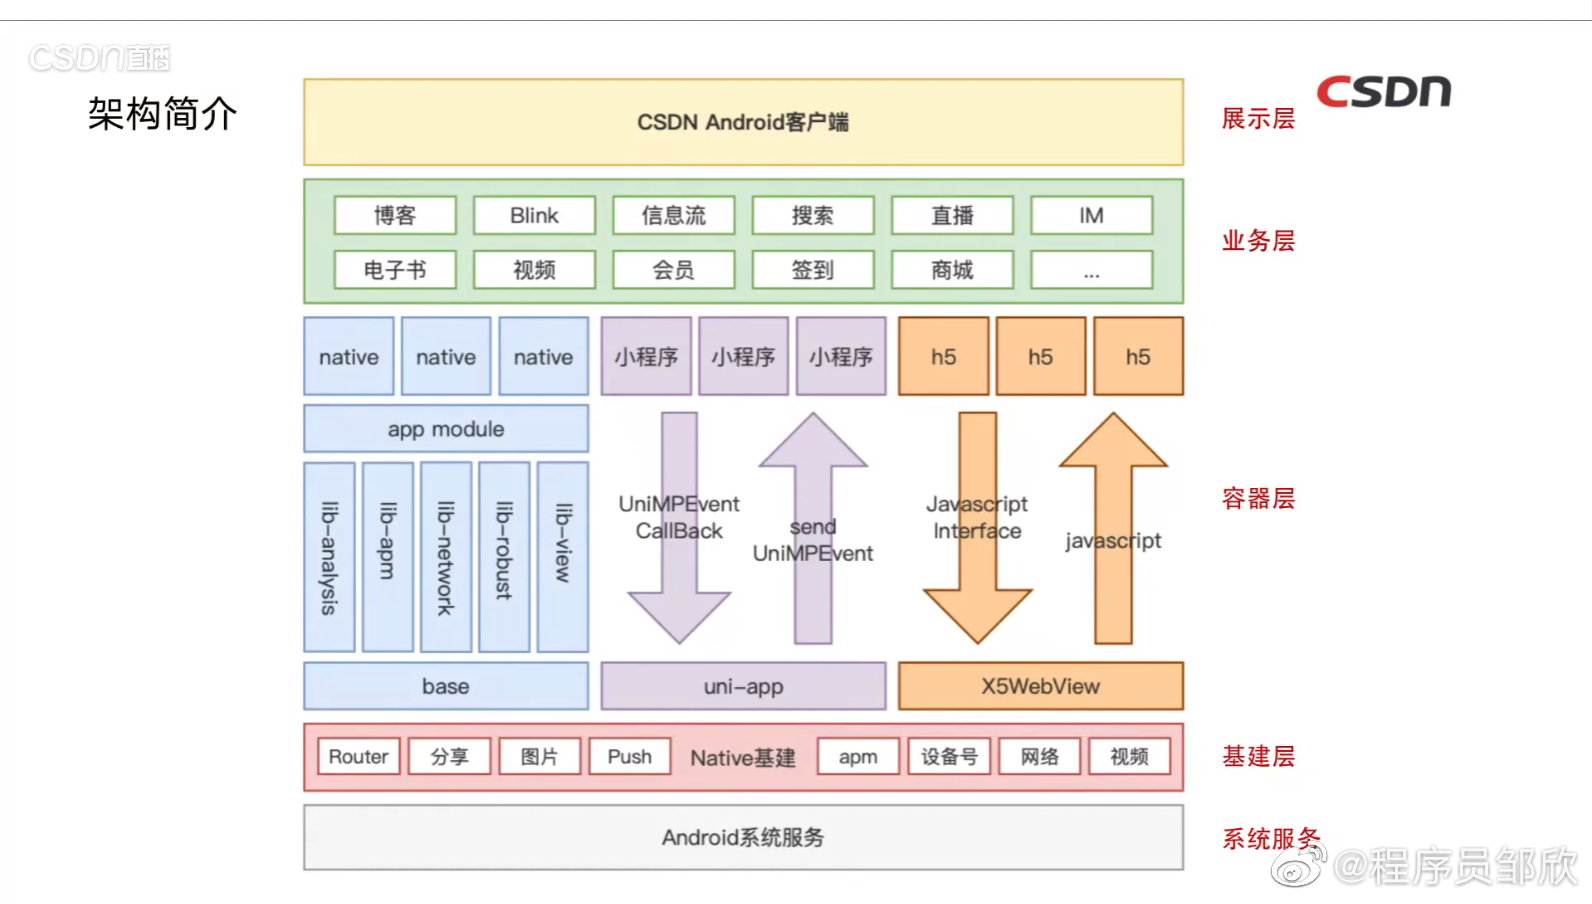 CSDN直播
架构简介
CSDN
CSDN Android客户端
展示层
博客 Blink 信息流 搜索 直播 IM
电子书 视频 会员 签到 商城 ...
业务层
native native native 小程序 小程序 小程序 h5 h5 h5
app module
lib-analysis
lib-apm
lib-network
lib-robust
lib-view
UniMPEvent
CallBack
send
UniMPEvent
Javascript
Interface
javascript
容器层
base uni-app X5WebView
Router 分享 图片 Push Native基建 apm 设备号 网络 视频
基建层
Android系统服务
系统服务
@程序员邹欣